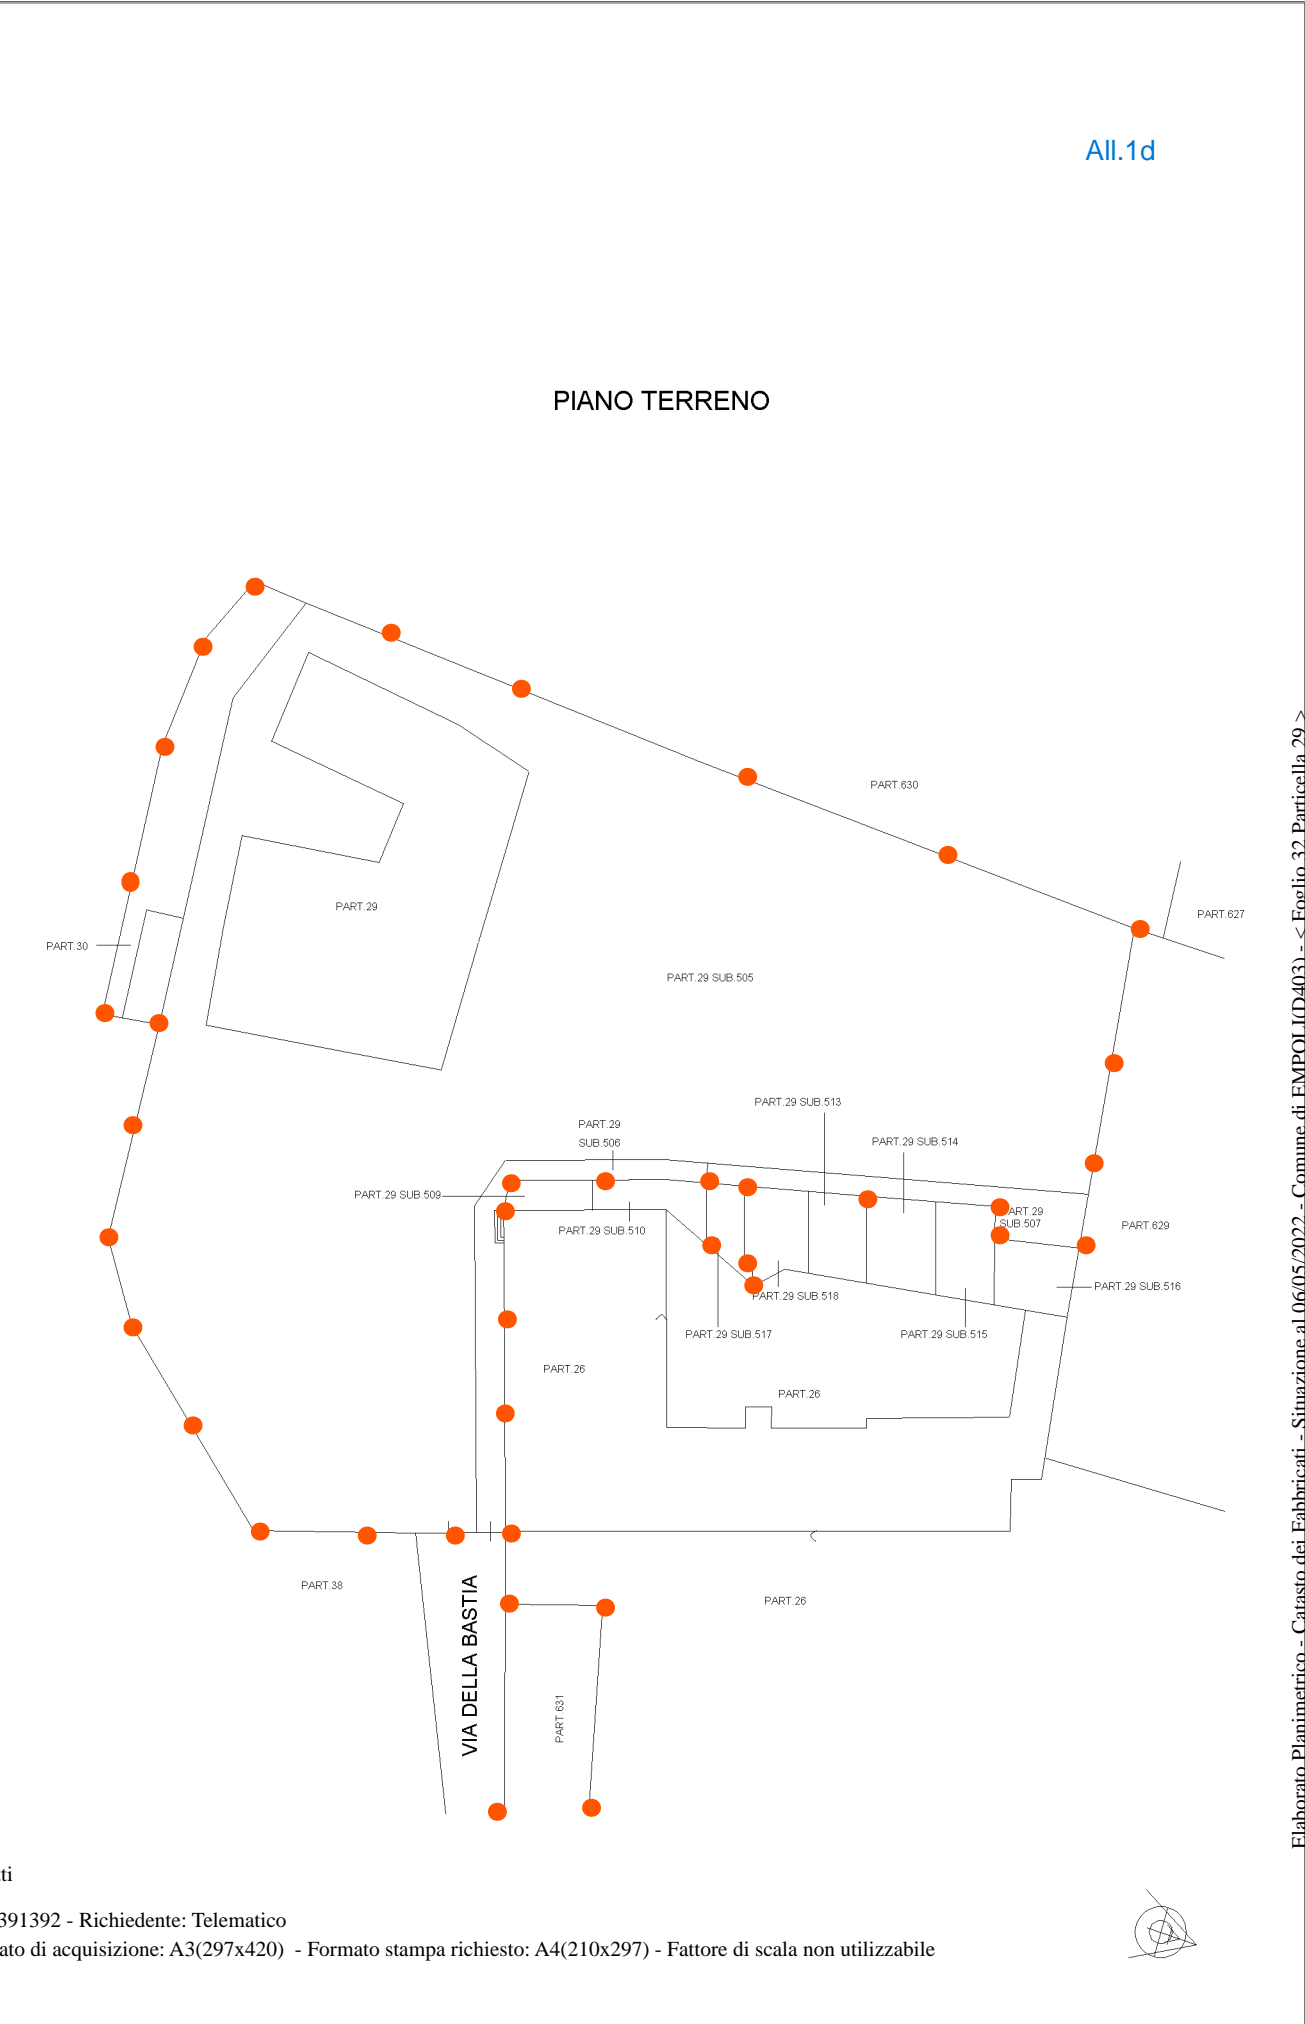 All.1d
PIANO TERRENO
PART.630
PART.627
PART.29
PART.30
PART.29 SUB.505
PART.29 SUB.513
PART.29
SUB.506
PART.29 SUB.514
PART.29 SUB.509
PART.29 SUB.510
ART.29
SUB.507
PART.629
PART.29 SUB.516
PART.29 SUB.518
PART.29 SUB.517
PART.29 SUB.515
PART.26
PART.26
PART.38
PART.26
VIA DELLA BASTIA
PART.631
Elaborato Planimetrico - Catasto dei Fabbricati - Situazione al 06/05/2022 - Comune di EMPOLI(D403) - < Foglio 32 Particella 29 >
ti
391392 - Richiedente: Telematico
ato di acquisizione: A3(297x420) - Formato stampa richiesto: A4(210x297) - Fattore di scala non utilizzabile